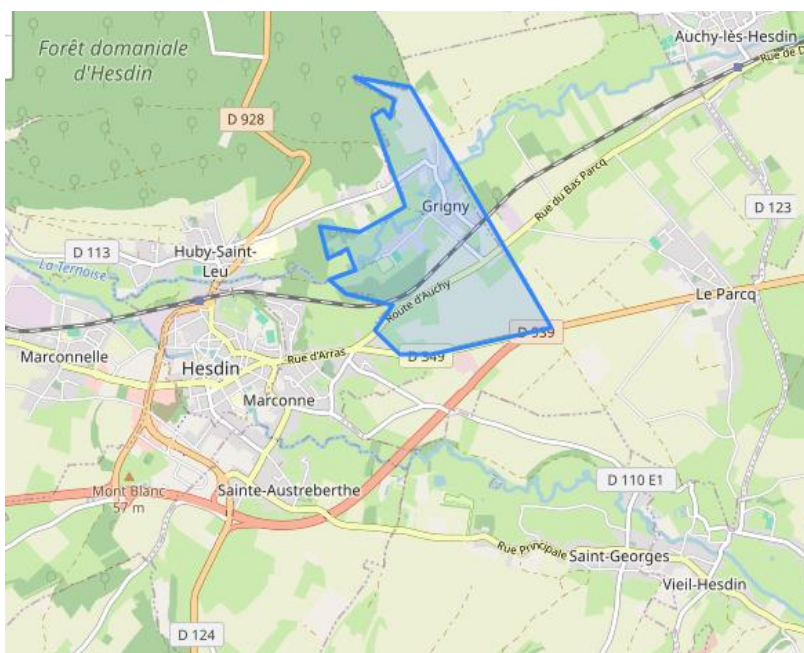 Forêt domaniale
d'Hesdin
Auchy-lès-Hesdin
D 928
Rue du Bas Parcq
Grigny
D 123
D 113
Huby-Saint-
Leu
La Ternoise
Le Parcq
Route d'Auchy
D 939
Marconnelle
Rue d'Arras
D 349
Hesdin
Marconne
Mont Blanc
57 m
Sainte-Austreberthe
D 110 E1
Rue Principale
Saint-Georges
Vieil-Hesdin
D 124